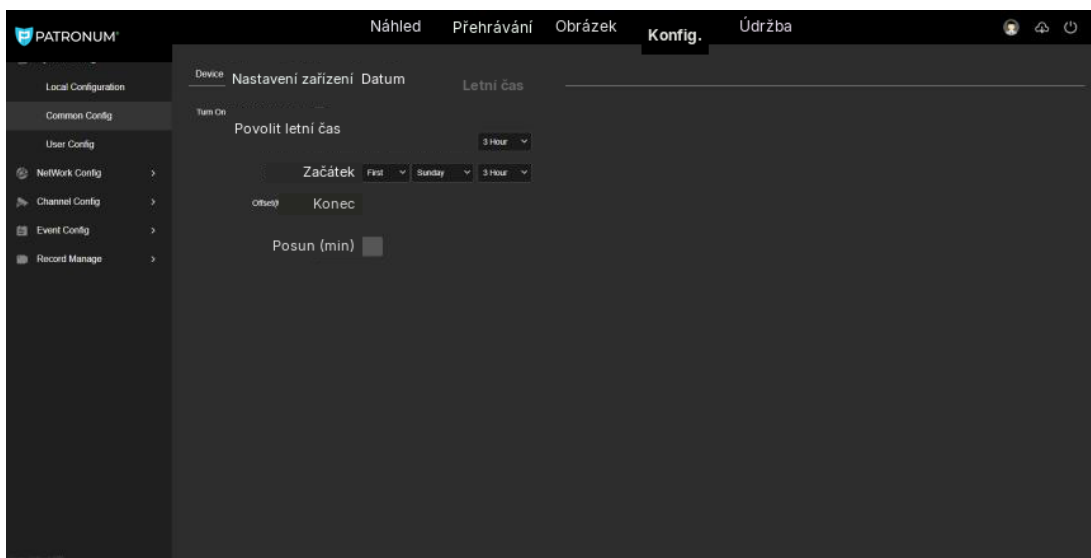 PATRONUM
Náhled Přehrávání Obrázek Konfig. Údržba
Local Configuration
Common Config
User Config
NetWork Config
Channel Config
Event Config
Record Manage
Device Nastavení zařízení Datum Letní čas
Turn On
Povolit letní čas
3 Hour
Začátek First Sunday 3 Hour
Konec
Posun (min)